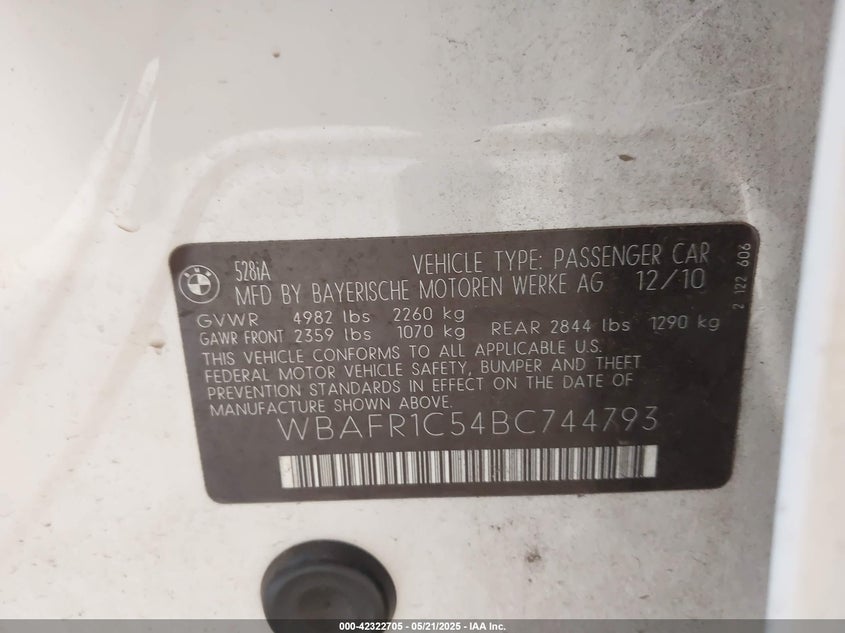 528iA
VEHICLE TYPE: PASSENGER CAR
MFD BY BAYERISCHE MOTOREN WERKE AG 12/10
GVWR 4982 lbs 2260 kg
GAWR FRONT 2359 lbs 1070 kg REAR 2844 lbs 1290 kg
THIS VEHICLE CONFORMS TO ALL APPLICABLE U.S.
FEDERAL MOTOR VEHICLE SAFETY, BUMPER AND THEFT
PREVENTION STANDARDS IN EFFECT ON THE DATE OF
MANUFACTURE SHOWN ABOVE.
WBAFR1C54BC744793
2 122 606
BMW
000-42322705 - 05/21/2025 - IAA Inc.